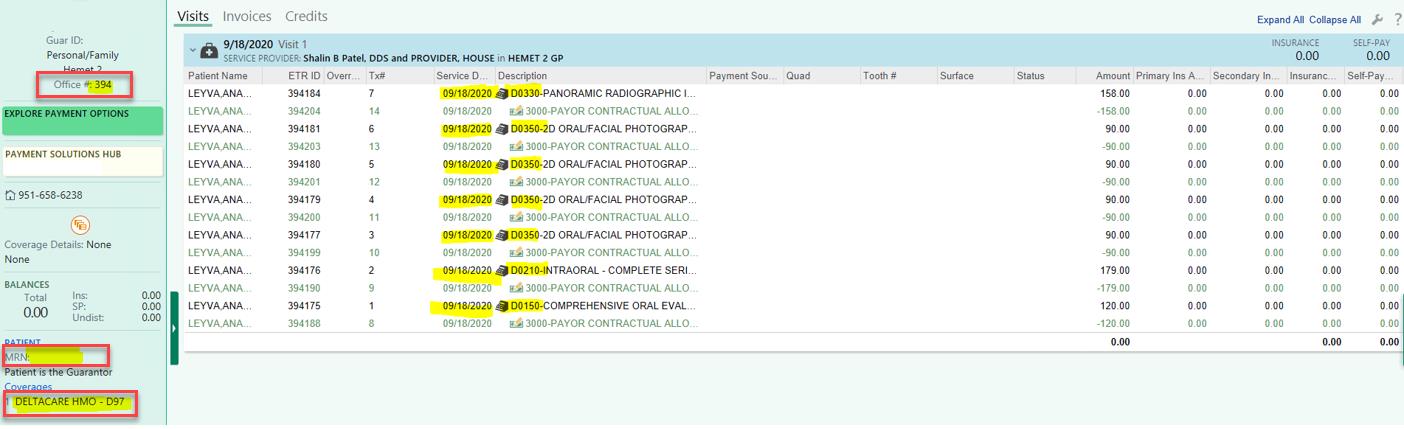 Guar ID:
Personal/Family
Hemet 2
Office #: 394
EXPLORE PAYMENT OPTIONS
PAYMENT SOLUTIONS HUB
951-658-6238
Coverage Details: None
None
BALANCES
Total
0.00
Ins: 0.00
SP: 0.00
Undist: 0.00
PATIENT
MRN:
Patient is the Guarantor
Coverages
1 DELTACARE HMO - D97
Visits Invoices Credits
Expand All Collapse All ?
9/18/2020 Visit 1 INSURANCE SELF-PAY
SERVICE PROVIDER: Shalin B Patel, DDS and PROVIDER, HOUSE in HEMET 2 GP 0.00 0.00
Patient Name ETR ID Overr... Tx# Service D... Description Payment Sou... Quad Tooth # Surface Status Amount Primary Ins A... Secondary In... Insuranc... Self-Pay...
LEYVA,ANA... 394184 7 09/18/2020 D0330-PANORAMIC RADIOGRAPHIC I... 158.00 0.00 0.00 0.00 0.00
LEYVA,ANA... 394204 14 09/18/2020 3000-PAYOR CONTRACTUAL ALLO... -158.00 0.00 0.00 0.00 0.00
LEYVA,ANA... 394181 6 09/18/2020 D0350-2D ORAL/FACIAL PHOTOGRAP... 90.00 0.00 0.00 0.00 0.00
LEYVA,ANA... 394203 13 09/18/2020 3000-PAYOR CONTRACTUAL ALLO... -90.00 0.00 0.00 0.00 0.00
LEYVA,ANA... 394180 5 09/18/2020 D0350-2D ORAL/FACIAL PHOTOGRAP... 90.00 0.00 0.00 0.00 0.00
LEYVA,ANA... 394201 12 09/18/2020 3000-PAYOR CONTRACTUAL ALLO... -90.00 0.00 0.00 0.00 0.00
LEYVA,ANA... 394179 4 09/18/2020 D0350-2D ORAL/FACIAL PHOTOGRAP... 90.00 0.00 0.00 0.00 0.00
LEYVA,ANA... 394200 11 09/18/2020 3000-PAYOR CONTRACTUAL ALLO... -90.00 0.00 0.00 0.00 0.00
LEYVA,ANA... 394177 3 09/18/2020 D0350-2D ORAL/FACIAL PHOTOGRAP... 90.00 0.00 0.00 0.00 0.00
LEYVA,ANA... 394199 10 09/18/2020 3000-PAYOR CONTRACTUAL ALLO... -90.00 0.00 0.00 0.00 0.00
LEYVA,ANA... 394176 2 09/18/2020 D0210-INTRAORAL - COMPLETE SERI... 179.00 0.00 0.00 0.00 0.00
LEYVA,ANA... 394190 9 09/18/2020 3000-PAYOR CONTRACTUAL ALLO... -179.00 0.00 0.00 0.00 0.00
LEYVA,ANA... 394175 1 09/18/2020 D0150-COMPREHENSIVE ORAL EVAL... 120.00 0.00 0.00 0.00 0.00
LEYVA,ANA... 394188 8 09/18/2020 3000-PAYOR CONTRACTUAL ALLO... -120.00 0.00 0.00 0.00 0.00
0.00 0.00 0.00